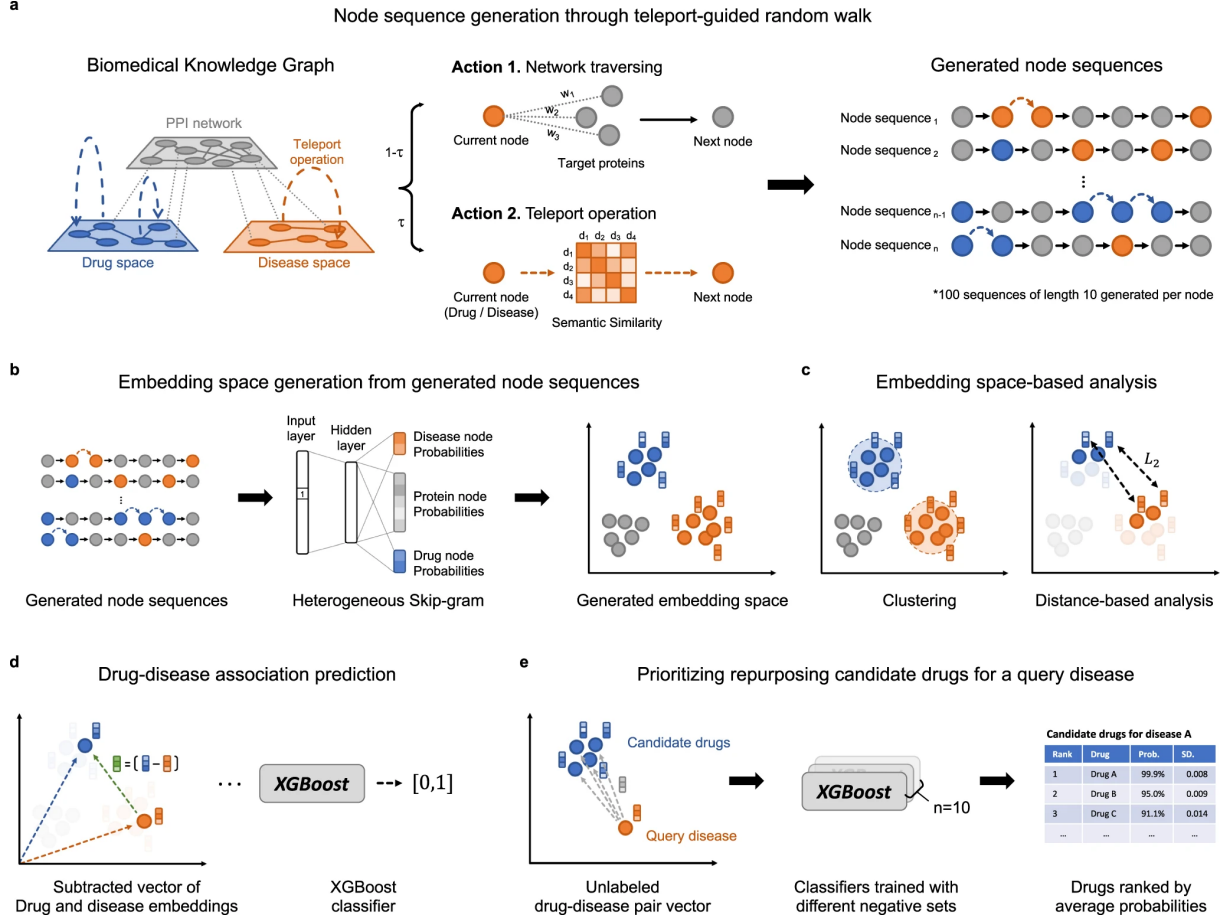 a
Node sequence generation through teleport-guided random walk
Biomedical Knowledge Graph
PPI network
Teleport
operation
Drug space
Disease space
1-τ
τ
Action 1. Network traversing
w1
w2
w3
Current node
Target proteins
Next node
Action 2. Teleport operation
d1 d2 d3 d4
d1
d2
d3
d4
Current node
(Drug / Disease)
Semantic Similarity
Next node
Generated node sequences
Node sequence 1
Node sequence 2
⋮
Node sequence n-1
Node sequence n
*100 sequences of length 10 generated per node
b
Embedding space generation from generated node sequences
⋮
Generated node sequences
Input
layer
Hidden
layer
1
Disease node
Probabilities
Protein node
Probabilities
Drug node
Probabilities
Heterogeneous Skip-gram
Generated embedding space
c
Embedding space-based analysis
Clustering
L2
Distance-based analysis
d
Drug-disease association prediction
= ( - )
Subtracted vector of
Drug and disease embeddings
...
XGBoost
[0,1]
XGBoost
classifier
e
Prioritizing repurposing candidate drugs for a query disease
Candidate drugs
Query disease
Unlabeled
drug-disease pair vector
XGBoost
n=10
Classifiers trained with
different negative sets
Candidate drugs for disease A
Rank Drug Prob. SD.
1 Drug A 99.9% 0.008
2 Drug B 95.0% 0.009
3 Drug C 91.1% 0.014
... ... ... ...
Drugs ranked by
average probabilities